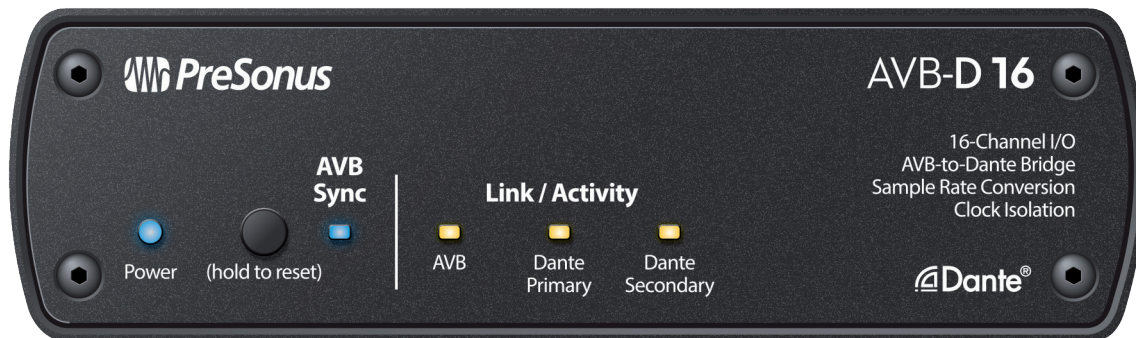 PreSonus
AVB-D 16
16-Channel I/O
AVB-to-Dante Bridge
Sample Rate Conversion
Clock Isolation
AVB
Sync
Link / Activity
Power
(hold to reset)
AVB
Dante
Primary
Dante
Secondary
Dante®